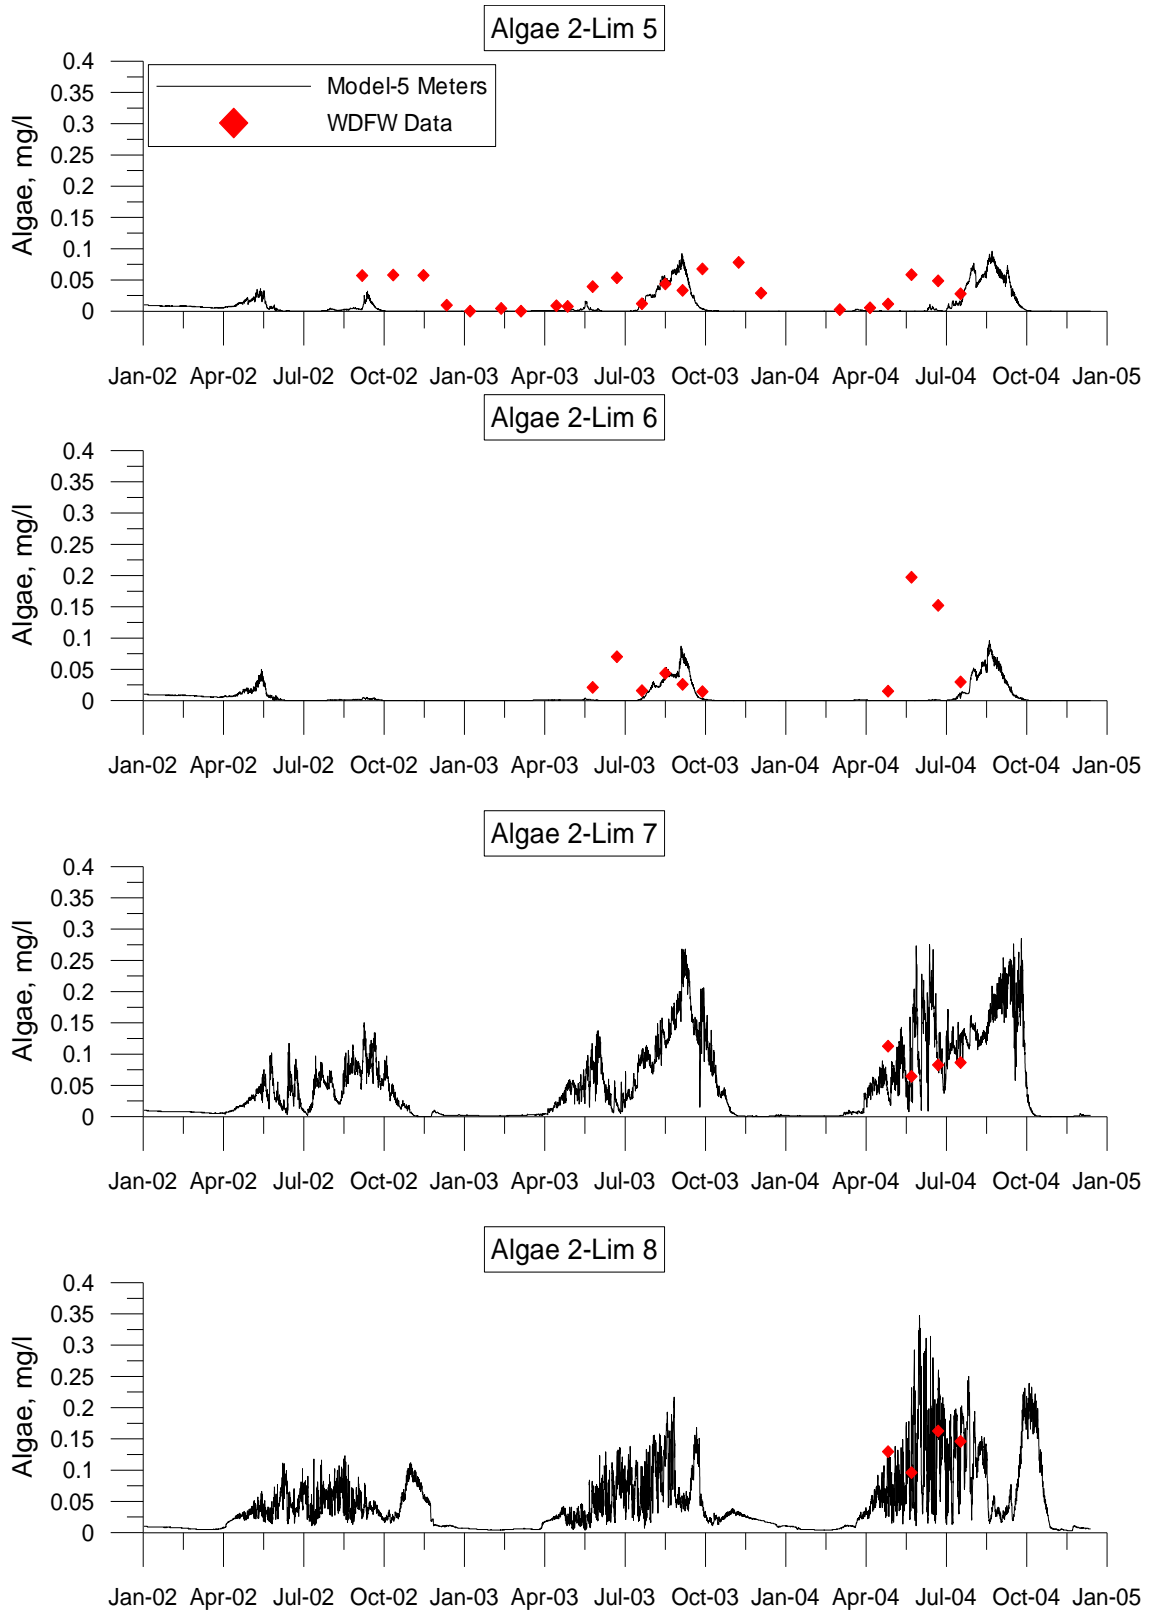 Algae 2-Lim 5
0.4
0.35
0.3
0.25
0.2
0.15
0.1
0.05
0
Algae, mg/l
Model-5 Meters
WDFW Data
Jan-02 Apr-02 Jul-02 Oct-02 Jan-03 Apr-03 Jul-03 Oct-03 Jan-04 Apr-04 Jul-04 Oct-04 Jan-05
Algae 2-Lim 6
0.4
0.35
0.3
0.25
0.2
0.15
0.1
0.05
0
Algae, mg/l
Jan-02 Apr-02 Jul-02 Oct-02 Jan-03 Apr-03 Jul-03 Oct-03 Jan-04 Apr-04 Jul-04 Oct-04 Jan-05
Algae 2-Lim 7
0.4
0.35
0.3
0.25
0.2
0.15
0.1
0.05
0
Algae, mg/l
Jan-02 Apr-02 Jul-02 Oct-02 Jan-03 Apr-03 Jul-03 Oct-03 Jan-04 Apr-04 Jul-04 Oct-04 Jan-05
Algae 2-Lim 8
0.4
0.35
0.3
0.25
0.2
0.15
0.1
0.05
0
Algae, mg/l
Jan-02 Apr-02 Jul-02 Oct-02 Jan-03 Apr-03 Jul-03 Oct-03 Jan-04 Apr-04 Jul-04 Oct-04 Jan-05